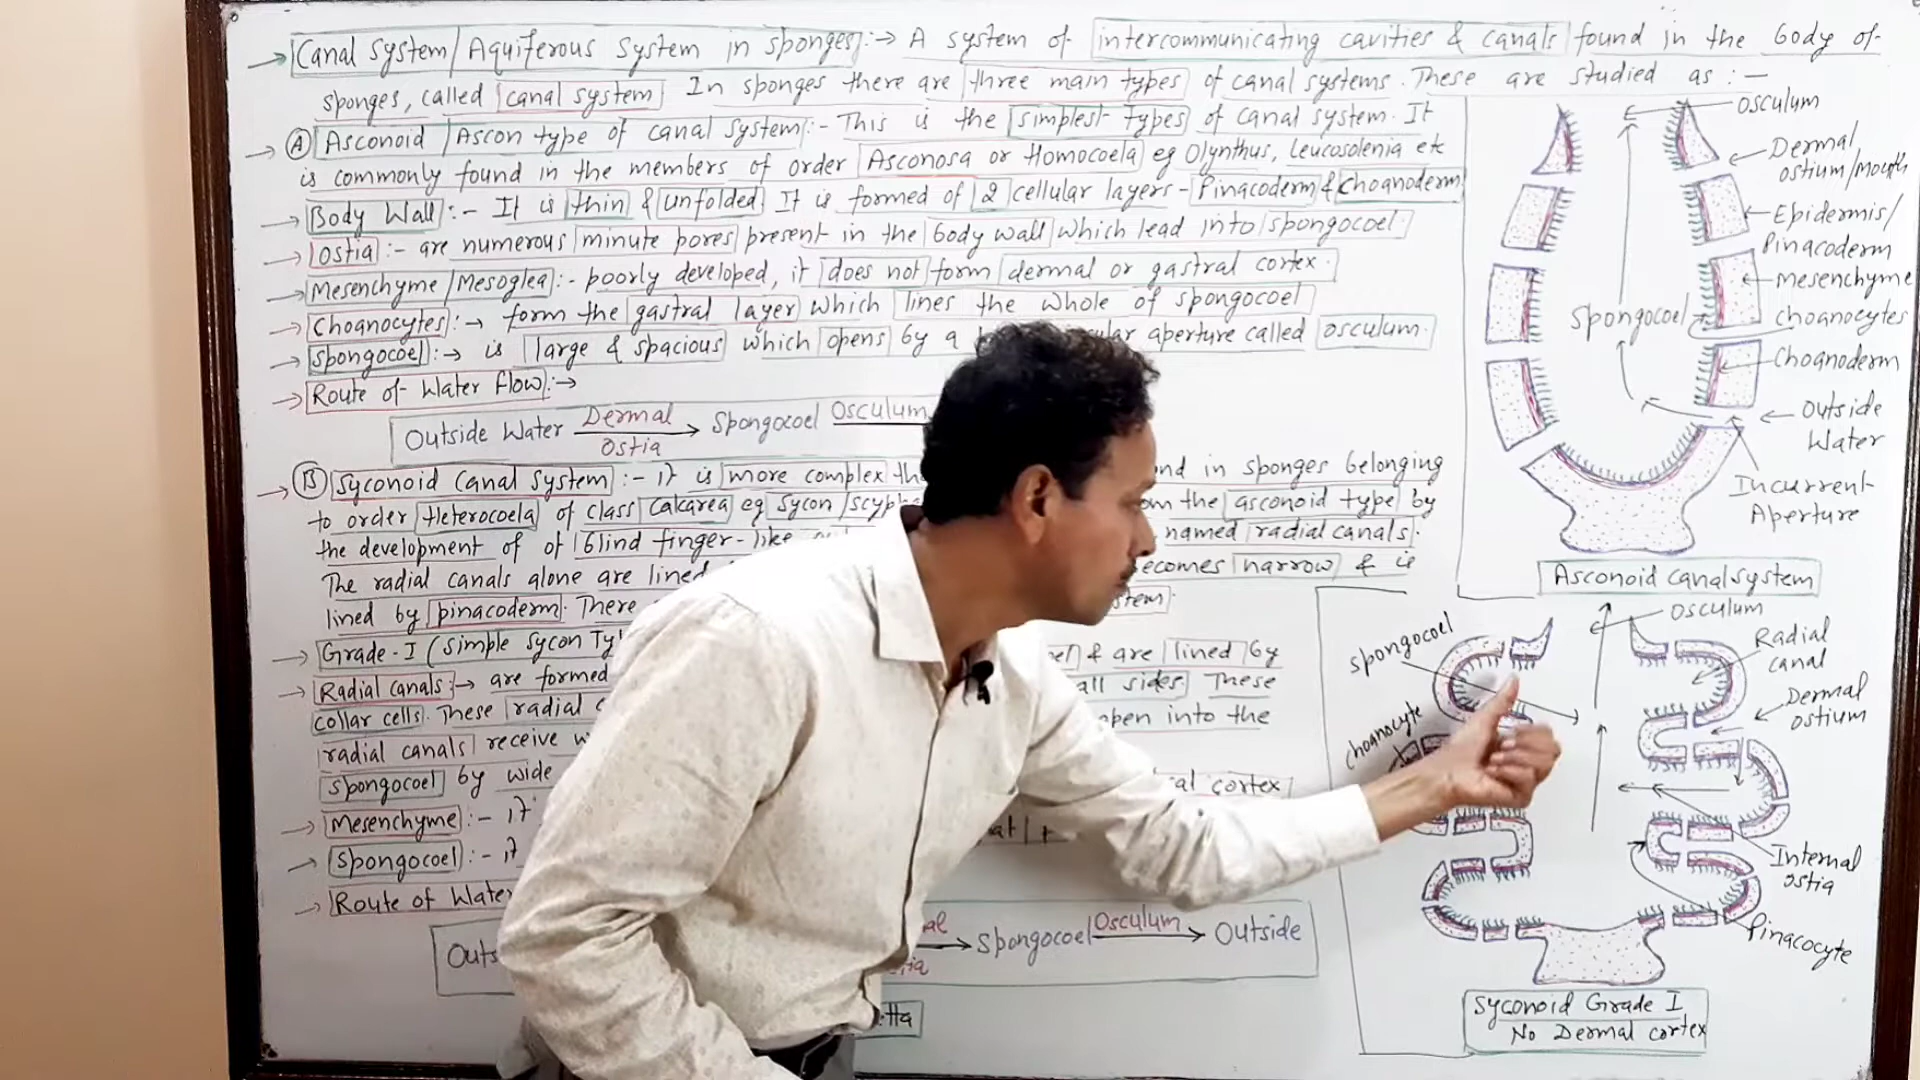 → Canal System/Aquiferous System in sponges :→ A system of intercommunicating cavities & canals found in the body of
sponges, called canal system In sponges there are three main types of canal systems. These are studied as :—
→ (A) Asconoid/Ascon type of canal system :- This is the simplest types of canal system. It
is commonly found in the members of order Asconosa or Homocoela eg Olynthus, Leucosolenia etc
→ Body Wall :- It is thin & unfolded It is formed of 2 cellular layers - Pinacoderm & Choanoderm
→ Ostia :- are numerous minute pores present in the body wall which lead into spongocoel
→ Mesenchyme/Mesoglea :- poorly developed, it does not form dermal or gastral cortex.
→ Choanocytes :→ form the gastral layer which lines the whole of spongocoel
→ Spongocoel :→ is large & spacious which opens by a aperture called osculum.
→ Route of Water flow :→
Outside Water Dermal Ostia → Spongocoel Osculum
→ (B) Syconoid Canal System :- it is more complex in sponges belonging
to order Heterocoela of class Calcarea eg Sycon the asconoid type by
the development of of blind finger-like named radial canals.
The radial canals alone are lined becomes narrow & is
lined by pinacoderm. There
→ Grade-I (Simple Sycon & are lined by
→ Radial canals :→ are formed all sides These
collar cells. These radial open into the
radial canals receive
spongocoel by wide cortex
→ Mesenchyme :- it
→ Spongocoel :- it
→ Route of Water
→ Spongocoel Osculum → Outside
Osculum
Dermal
ostium/mouth
Epidermis/
Pinacoderm
mesenchyme
Spongocoel
choanocytes
Choanoderm
Outside
Water
Incurrent
Aperture
Asconoid Canal System
Osculum
spongocoel
Radial
canal
Dermal
ostium
choanocyte
Internal
ostia
Pinacocyte
Syconoid Grade I
No Dermal cortex